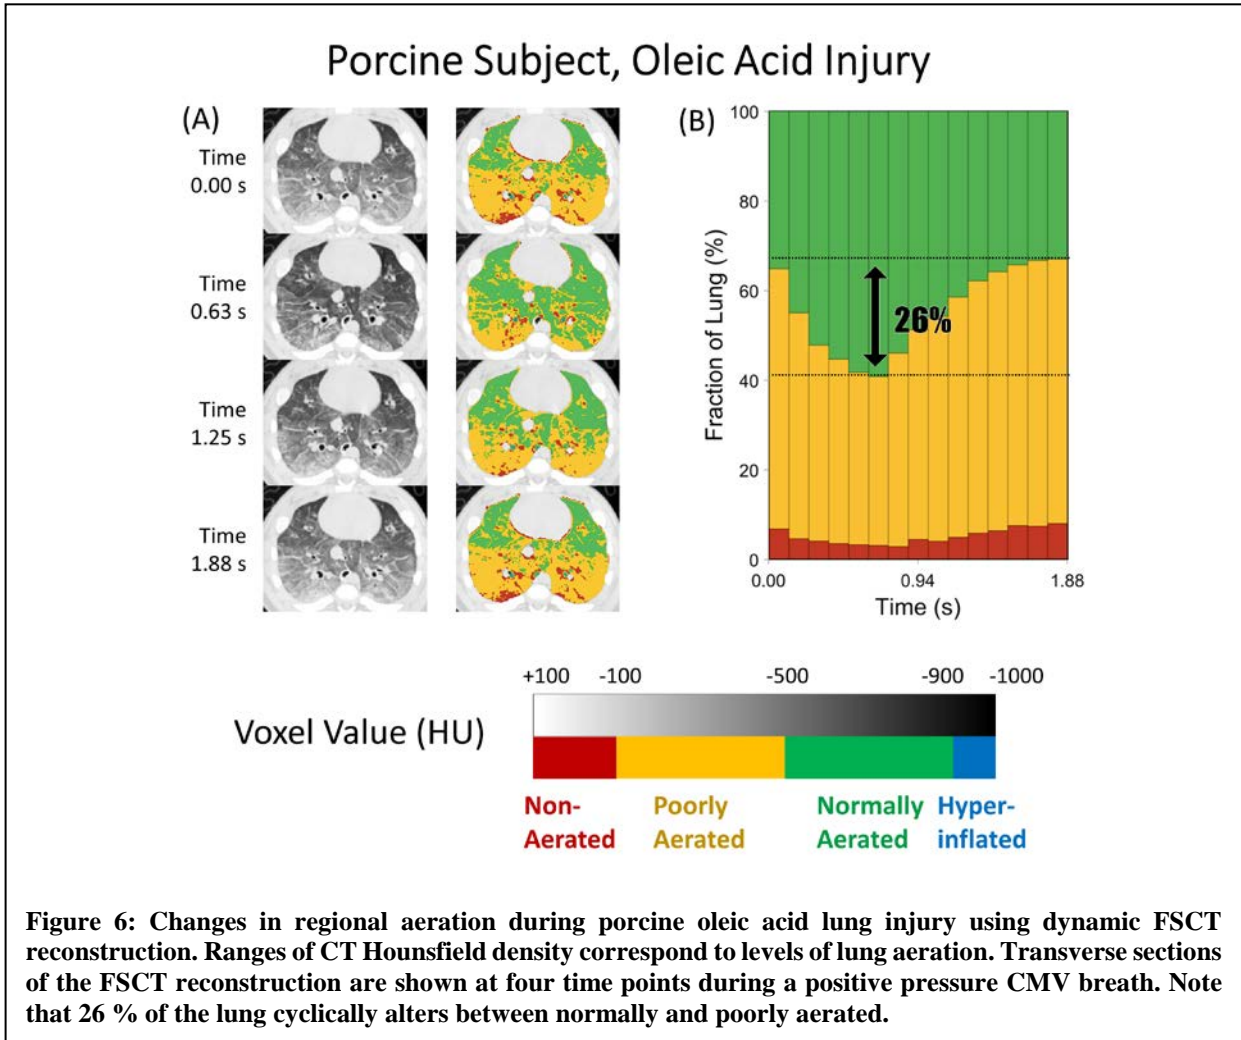 Porcine Subject, Oleic Acid Injury
(A)
Time
0.00 s
Time
0.63 s
Time
1.25 s
Time
1.88 s
(B)
Fraction of Lung (%)
100
80
60
40
20
0
26%
0.00
0.94
1.88
Time (s)
+100
-100
-500
-900
-1000
Voxel Value (HU)
Non-
Aerated
Poorly
Aerated
Normally
Aerated
Hyper-
inflated
Figure 6: Changes in regional aeration during porcine oleic acid lung injury using dynamic FSCT
reconstruction. Ranges of CT Hounsfield density correspond to levels of lung aeration. Transverse sections
of the FSCT reconstruction are shown at four time points during a positive pressure CMV breath. Note
that 26 % of the lung cyclically alters between normally and poorly aerated.